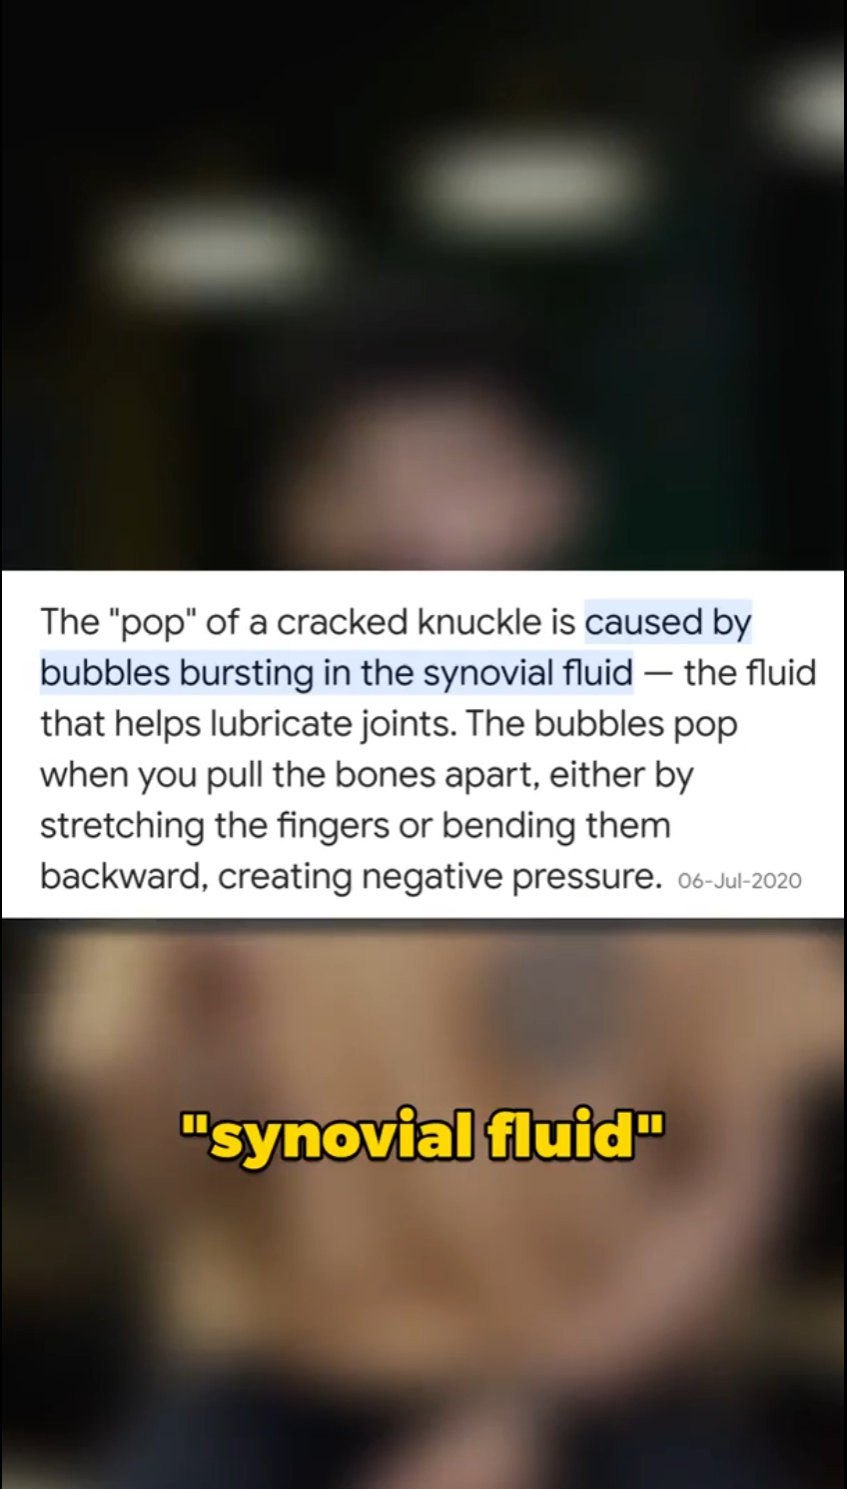 The "pop" of a cracked knuckle is caused by
bubbles bursting in the synovial fluid — the fluid
that helps lubricate joints. The bubbles pop
when you pull the bones apart, either by
stretching the fingers or bending them
backward, creating negative pressure. 06-Jul-2020
"synovial fluid"